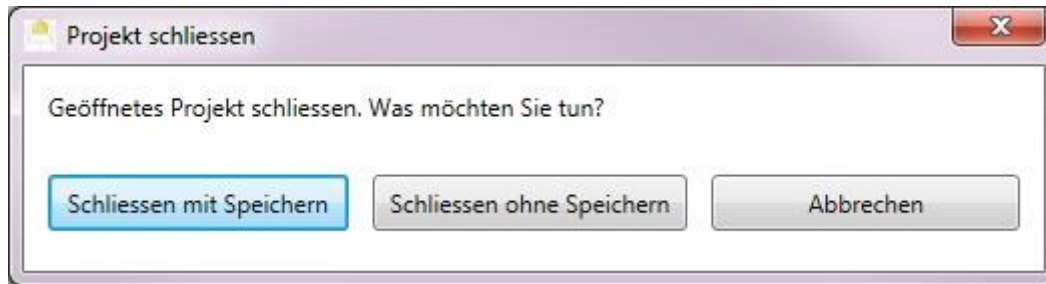 Projekt schliessen
Geöffnetes Projekt schliessen. Was möchten Sie tun?
Schliessen mit Speichern
Schliessen ohne Speichern
Abbrechen